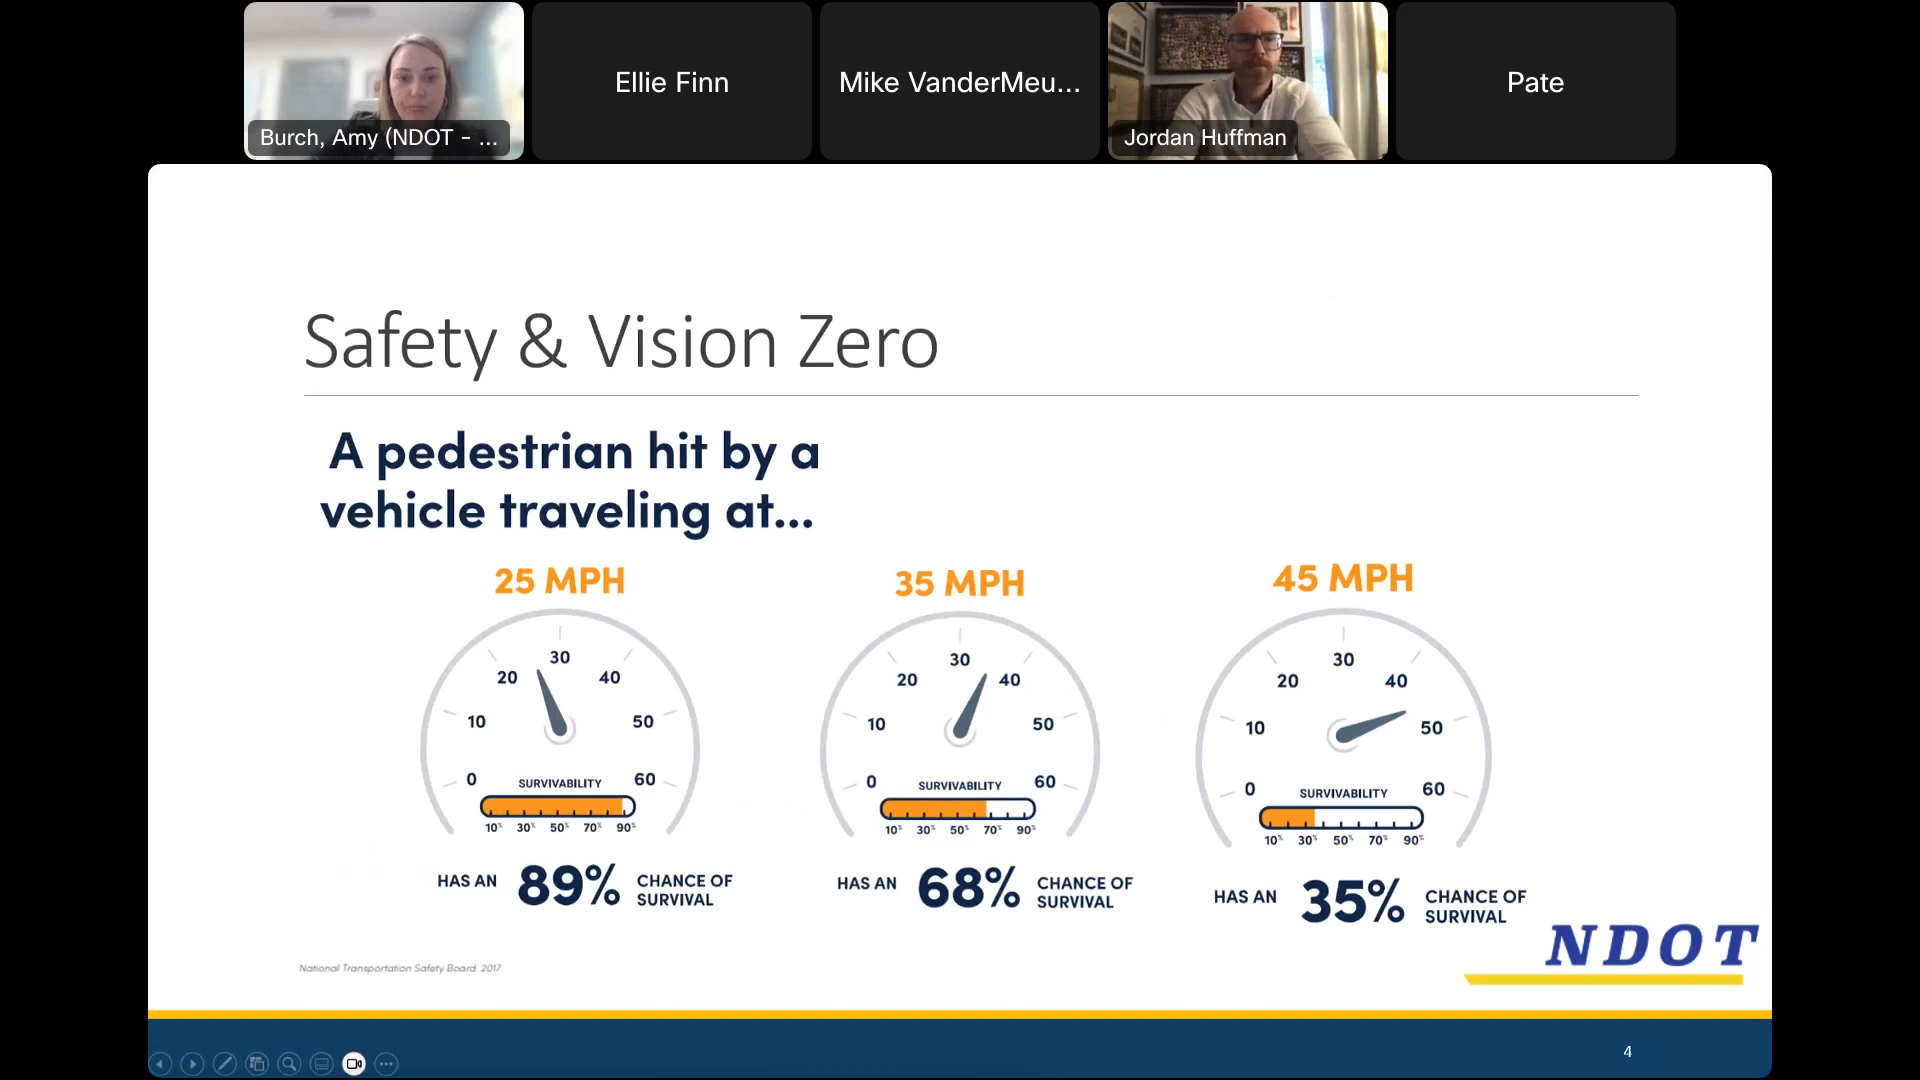 Burch, Amy (NDOT - ...
Ellie Finn
Mike VanderMeu...
Jordan Huffman
Pate
Safety & Vision Zero
A pedestrian hit by a
vehicle traveling at...
25 MPH
0 10 20 30 40 50 60
SURVIVABILITY
10% 30% 50% 70% 90%
HAS AN 89% CHANCE OF
SURVIVAL
35 MPH
0 10 20 30 40 50 60
SURVIVABILITY
10% 30% 50% 70% 90%
HAS AN 68% CHANCE OF
SURVIVAL
45 MPH
0 10 20 30 40 50 60
SURVIVABILITY
10% 30% 50% 70% 90%
HAS AN 35% CHANCE OF
SURVIVAL
National Transportation Safety Board. 2017
NDOT
4